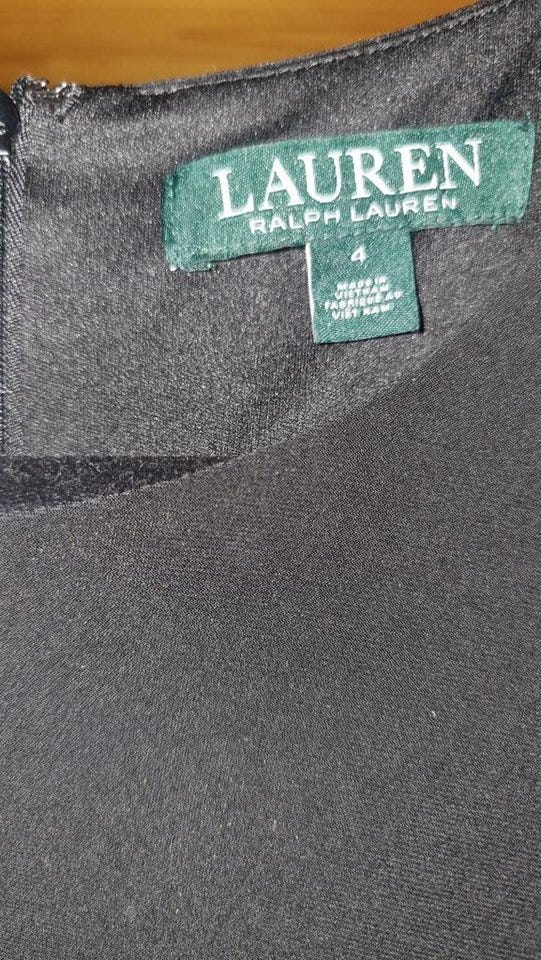 LAUREN
RALPH LAUREN
4
MADE IN
VIETNAM
FABRIQUÉ AU
VIET NAM